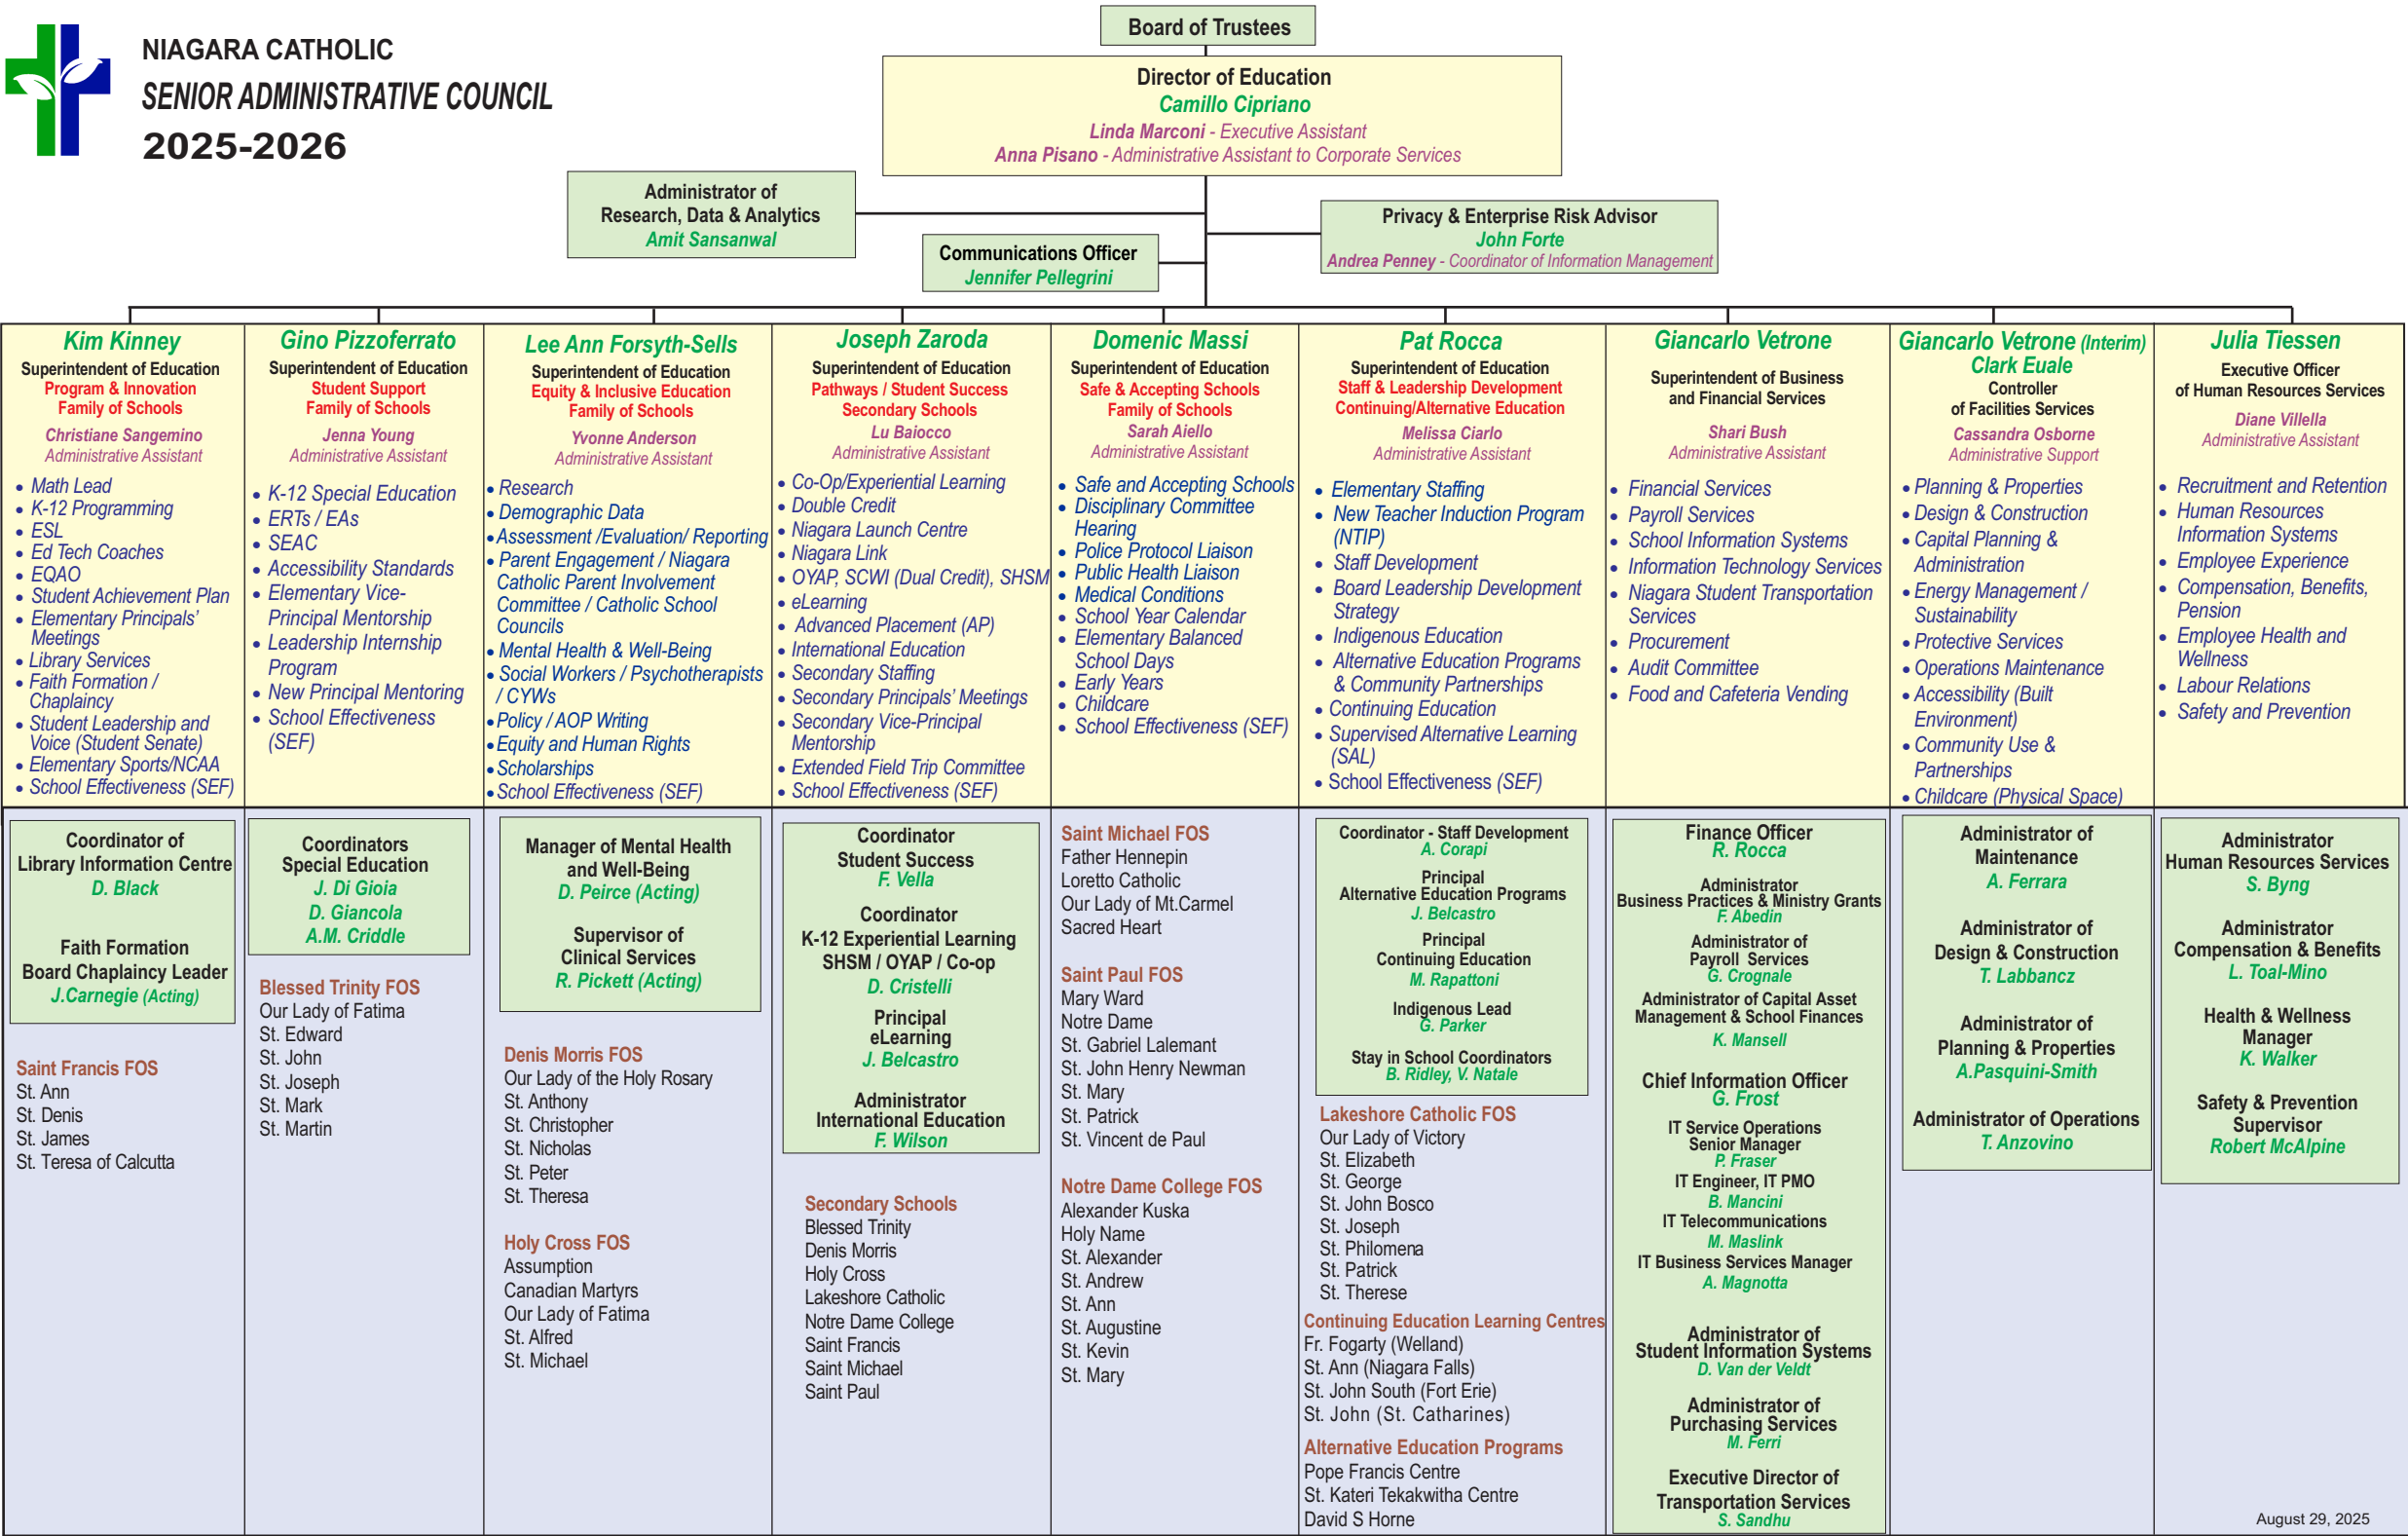 NIAGARA CATHOLIC
SENIOR ADMINISTRATIVE COUNCIL
2025-2026
Board of Trustees
Director of Education
Camillo Cipriano
Linda Marconi - Executive Assistant
Anna Pisano - Administrative Assistant to Corporate Services
Administrator of
Research, Data & Analytics
Amit Sansanwal
Communications Officer
Jennifer Pellegrini
Privacy & Enterprise Risk Advisor
John Forte
Andrea Penney - Coordinator of Information Management
Kim Kinney
Superintendent of Education
Program & Innovation
Family of Schools
Christiane Sangemino
Administrative Assistant
• Math Lead
• K-12 Programming
• ESL
• Ed Tech Coaches
• EQAO
• Student Achievement Plan
• Elementary Principals'
Meetings
• Library Services
• Faith Formation /
Chaplaincy
• Student Leadership and
Voice (Student Senate)
• Elementary Sports/NCAA
• School Effectiveness (SEF)
Coordinator of
Library Information Centre
D. Black
Faith Formation
Board Chaplaincy Leader
J.Carnegie (Acting)
Saint Francis FOS
St. Ann
St. Denis
St. James
St. Teresa of Calcutta
Gino Pizzoferrato
Superintendent of Education
Student Support
Family of Schools
Jenna Young
Administrative Assistant
• K-12 Special Education
• ERTs / EAs
• SEAC
• Accessibility Standards
• Elementary Vice-
Principal Mentorship
• Leadership Internship
Program
• New Principal Mentoring
• School Effectiveness
(SEF)
Coordinators
Special Education
J. Di Gioia
D. Giancola
A.M. Criddle
Blessed Trinity FOS
Our Lady of Fatima
St. Edward
St. John
St. Joseph
St. Mark
St. Martin
Lee Ann Forsyth-Sells
Superintendent of Education
Equity & Inclusive Education
Family of Schools
Yvonne Anderson
Administrative Assistant
• Research
• Demographic Data
• Assessment /Evaluation/ Reporting
• Parent Engagement / Niagara
Catholic Parent Involvement
Committee / Catholic School
Councils
• Mental Health & Well-Being
• Social Workers / Psychotherapists
/ CYWs
• Policy / AOP Writing
• Equity and Human Rights
• Scholarships
• School Effectiveness (SEF)
Manager of Mental Health
and Well-Being
D. Peirce (Acting)
Supervisor of
Clinical Services
R. Pickett (Acting)
Denis Morris FOS
Our Lady of the Holy Rosary
St. Anthony
St. Christopher
St. Nicholas
St. Peter
St. Theresa
Holy Cross FOS
Assumption
Canadian Martyrs
Our Lady of Fatima
St. Alfred
St. Michael
Joseph Zaroda
Superintendent of Education
Pathways / Student Success
Secondary Schools
Lu Baiocco
Administrative Assistant
• Co-Op/Experiential Learning
• Double Credit
• Niagara Launch Centre
• Niagara Link
• OYAP, SCWI (Dual Credit), SHSM
• eLearning
• Advanced Placement (AP)
• International Education
• Secondary Staffing
• Secondary Principals' Meetings
• Secondary Vice-Principal
Mentorship
• Extended Field Trip Committee
• School Effectiveness (SEF)
Coordinator
Student Success
F. Vella
Coordinator
K-12 Experiential Learning
SHSM / OYAP / Co-op
D. Cristelli
Principal
eLearning
J. Belcastro
Administrator
International Education
F. Wilson
Secondary Schools
Blessed Trinity
Denis Morris
Holy Cross
Lakeshore Catholic
Notre Dame College
Saint Francis
Saint Michael
Saint Paul
Domenic Massi
Superintendent of Education
Safe & Accepting Schools
Family of Schools
Sarah Aiello
Administrative Assistant
• Safe and Accepting Schools
• Disciplinary Committee
Hearing
• Police Protocol Liaison
• Public Health Liaison
• Medical Conditions
• School Year Calendar
• Elementary Balanced
School Days
• Early Years
• Childcare
• School Effectiveness (SEF)
Saint Michael FOS
Father Hennepin
Loretto Catholic
Our Lady of Mt.Carmel
Sacred Heart
Saint Paul FOS
Mary Ward
Notre Dame
St. Gabriel Lalemant
St. John Henry Newman
St. Mary
St. Patrick
St. Vincent de Paul
Notre Dame College FOS
Alexander Kuska
Holy Name
St. Alexander
St. Andrew
St. Ann
St. Augustine
St. Kevin
St. Mary
Pat Rocca
Superintendent of Education
Staff & Leadership Development
Continuing/Alternative Education
Melissa Ciarlo
Administrative Assistant
• Elementary Staffing
• New Teacher Induction Program
(NTIP)
• Staff Development
• Board Leadership Development
Strategy
• Indigenous Education
• Alternative Education Programs
& Community Partnerships
• Continuing Education
• Supervised Alternative Learning
(SAL)
• School Effectiveness (SEF)
Coordinator - Staff Development
A. Corapi
Principal
Alternative Education Programs
J. Belcastro
Principal
Continuing Education
M. Rapattoni
Indigenous Lead
G. Parker
Stay in School Coordinators
B. Ridley, V. Natale
Lakeshore Catholic FOS
Our Lady of Victory
St. Elizabeth
St. George
St. John Bosco
St. Joseph
St. Philomena
St. Patrick
St. Therese
Continuing Education Learning Centres
Fr. Fogarty (Welland)
St. Ann (Niagara Falls)
St. John South (Fort Erie)
St. John (St. Catharines)
Alternative Education Programs
Pope Francis Centre
St. Kateri Tekakwitha Centre
David S Horne
Giancarlo Vetrone
Superintendent of Business
and Financial Services
Shari Bush
Administrative Assistant
• Financial Services
• Payroll Services
• School Information Systems
• Information Technology Services
• Niagara Student Transportation
Services
• Procurement
• Audit Committee
• Food and Cafeteria Vending
Finance Officer
R. Rocca
Administrator
Business Practices & Ministry Grants
F. Abedin
Administrator of
Payroll Services
G. Crognale
Administrator of Capital Asset
Management & School Finances
K. Mansell
Chief Information Officer
G. Frost
IT Service Operations
Senior Manager
P. Fraser
IT Engineer, IT PMO
B. Mancini
IT Telecommunications
M. Maslink
IT Business Services Manager
A. Magnotta
Administrator of
Student Information Systems
D. Van der Veldt
Administrator of
Purchasing Services
M. Ferri
Executive Director of
Transportation Services
S. Sandhu
Giancarlo Vetrone (Interim)
Clark Euale
Controller
of Facilities Services
Cassandra Osborne
Administrative Support
• Planning & Properties
• Design & Construction
• Capital Planning &
Administration
• Energy Management /
Sustainability
• Protective Services
• Operations Maintenance
• Accessibility (Built
Environment)
• Community Use &
Partnerships
• Childcare (Physical Space)
Administrator of
Maintenance
A. Ferrara
Administrator of
Design & Construction
T. Labbancz
Administrator of
Planning & Properties
A.Pasquini-Smith
Administrator of Operations
T. Anzovino
Julia Tiessen
Executive Officer
of Human Resources Services
Diane Villella
Administrative Assistant
• Recruitment and Retention
• Human Resources
Information Systems
• Employee Experience
• Compensation, Benefits,
Pension
• Employee Health and
Wellness
• Labour Relations
• Safety and Prevention
Administrator
Human Resources Services
S. Byng
Administrator
Compensation & Benefits
L. Toal-Mino
Health & Wellness
Manager
K. Walker
Safety & Prevention
Supervisor
Robert McAlpine
August 29, 2025